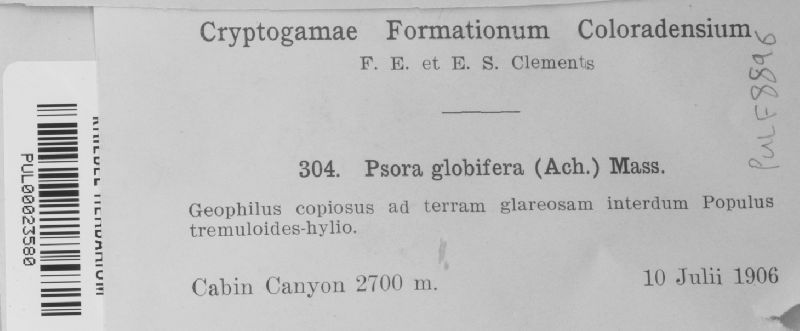 Cryptogamae Formationum Coloradensium
F. E. et E. S. Clements
304. Psora globifera (Ach.) Mass.
Geophilus copiosus ad terram glareosam interdum Populus
tremuloides-hylio.
Cabin Canyon 2700 m.
10 Julii 1906
PUL F8896
PUL00023580